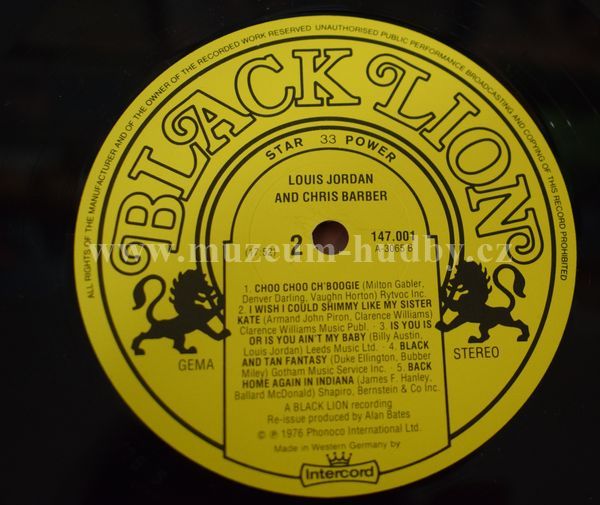 ALL RIGHTS OF THE MANUFACTURER AND OF THE OWNER OF THE RECORDED WORK RESERVED UNAUTHORISED PUBLIC PERFORMANCE BROADCASTING AND COPYING OF THIS RECORD PROHIBITED
BLACK LION
STAR 33 POWER
LOUIS JORDAN
AND CHRIS BARBER
2
147.001
A-3065 B
www.muzeum-hudby.cz
1. CHOO CHOO CH'BOOGIE (Milton Gabler,
Denver Darling, Vaughn Horton) Rytvoc Inc.
2. I WISH I COULD SHIMMY LIKE MY SISTER
KATE (Armand John Piron, Clarence Williams)
Clarence Williams Music Publ. · 3. IS YOU IS
OR IS YOU AIN'T MY BABY (Billy Austin,
Louis Jordan) Leeds Music Ltd. · 4. BLACK
AND TAN FANTASY (Duke Ellington, Bubber
Miley) Gotham Music Service Inc. · 5. BACK
HOME AGAIN IN INDIANA (James F. Hanley,
Ballard McDonald) Shapiro, Bernstein & Co Inc.
GEMA
STEREO
A BLACK LION recording
Re-issue produced by Alan Bates
© ℗ 1976 Phonoco International Ltd.
Made in Western Germany by
Intercord